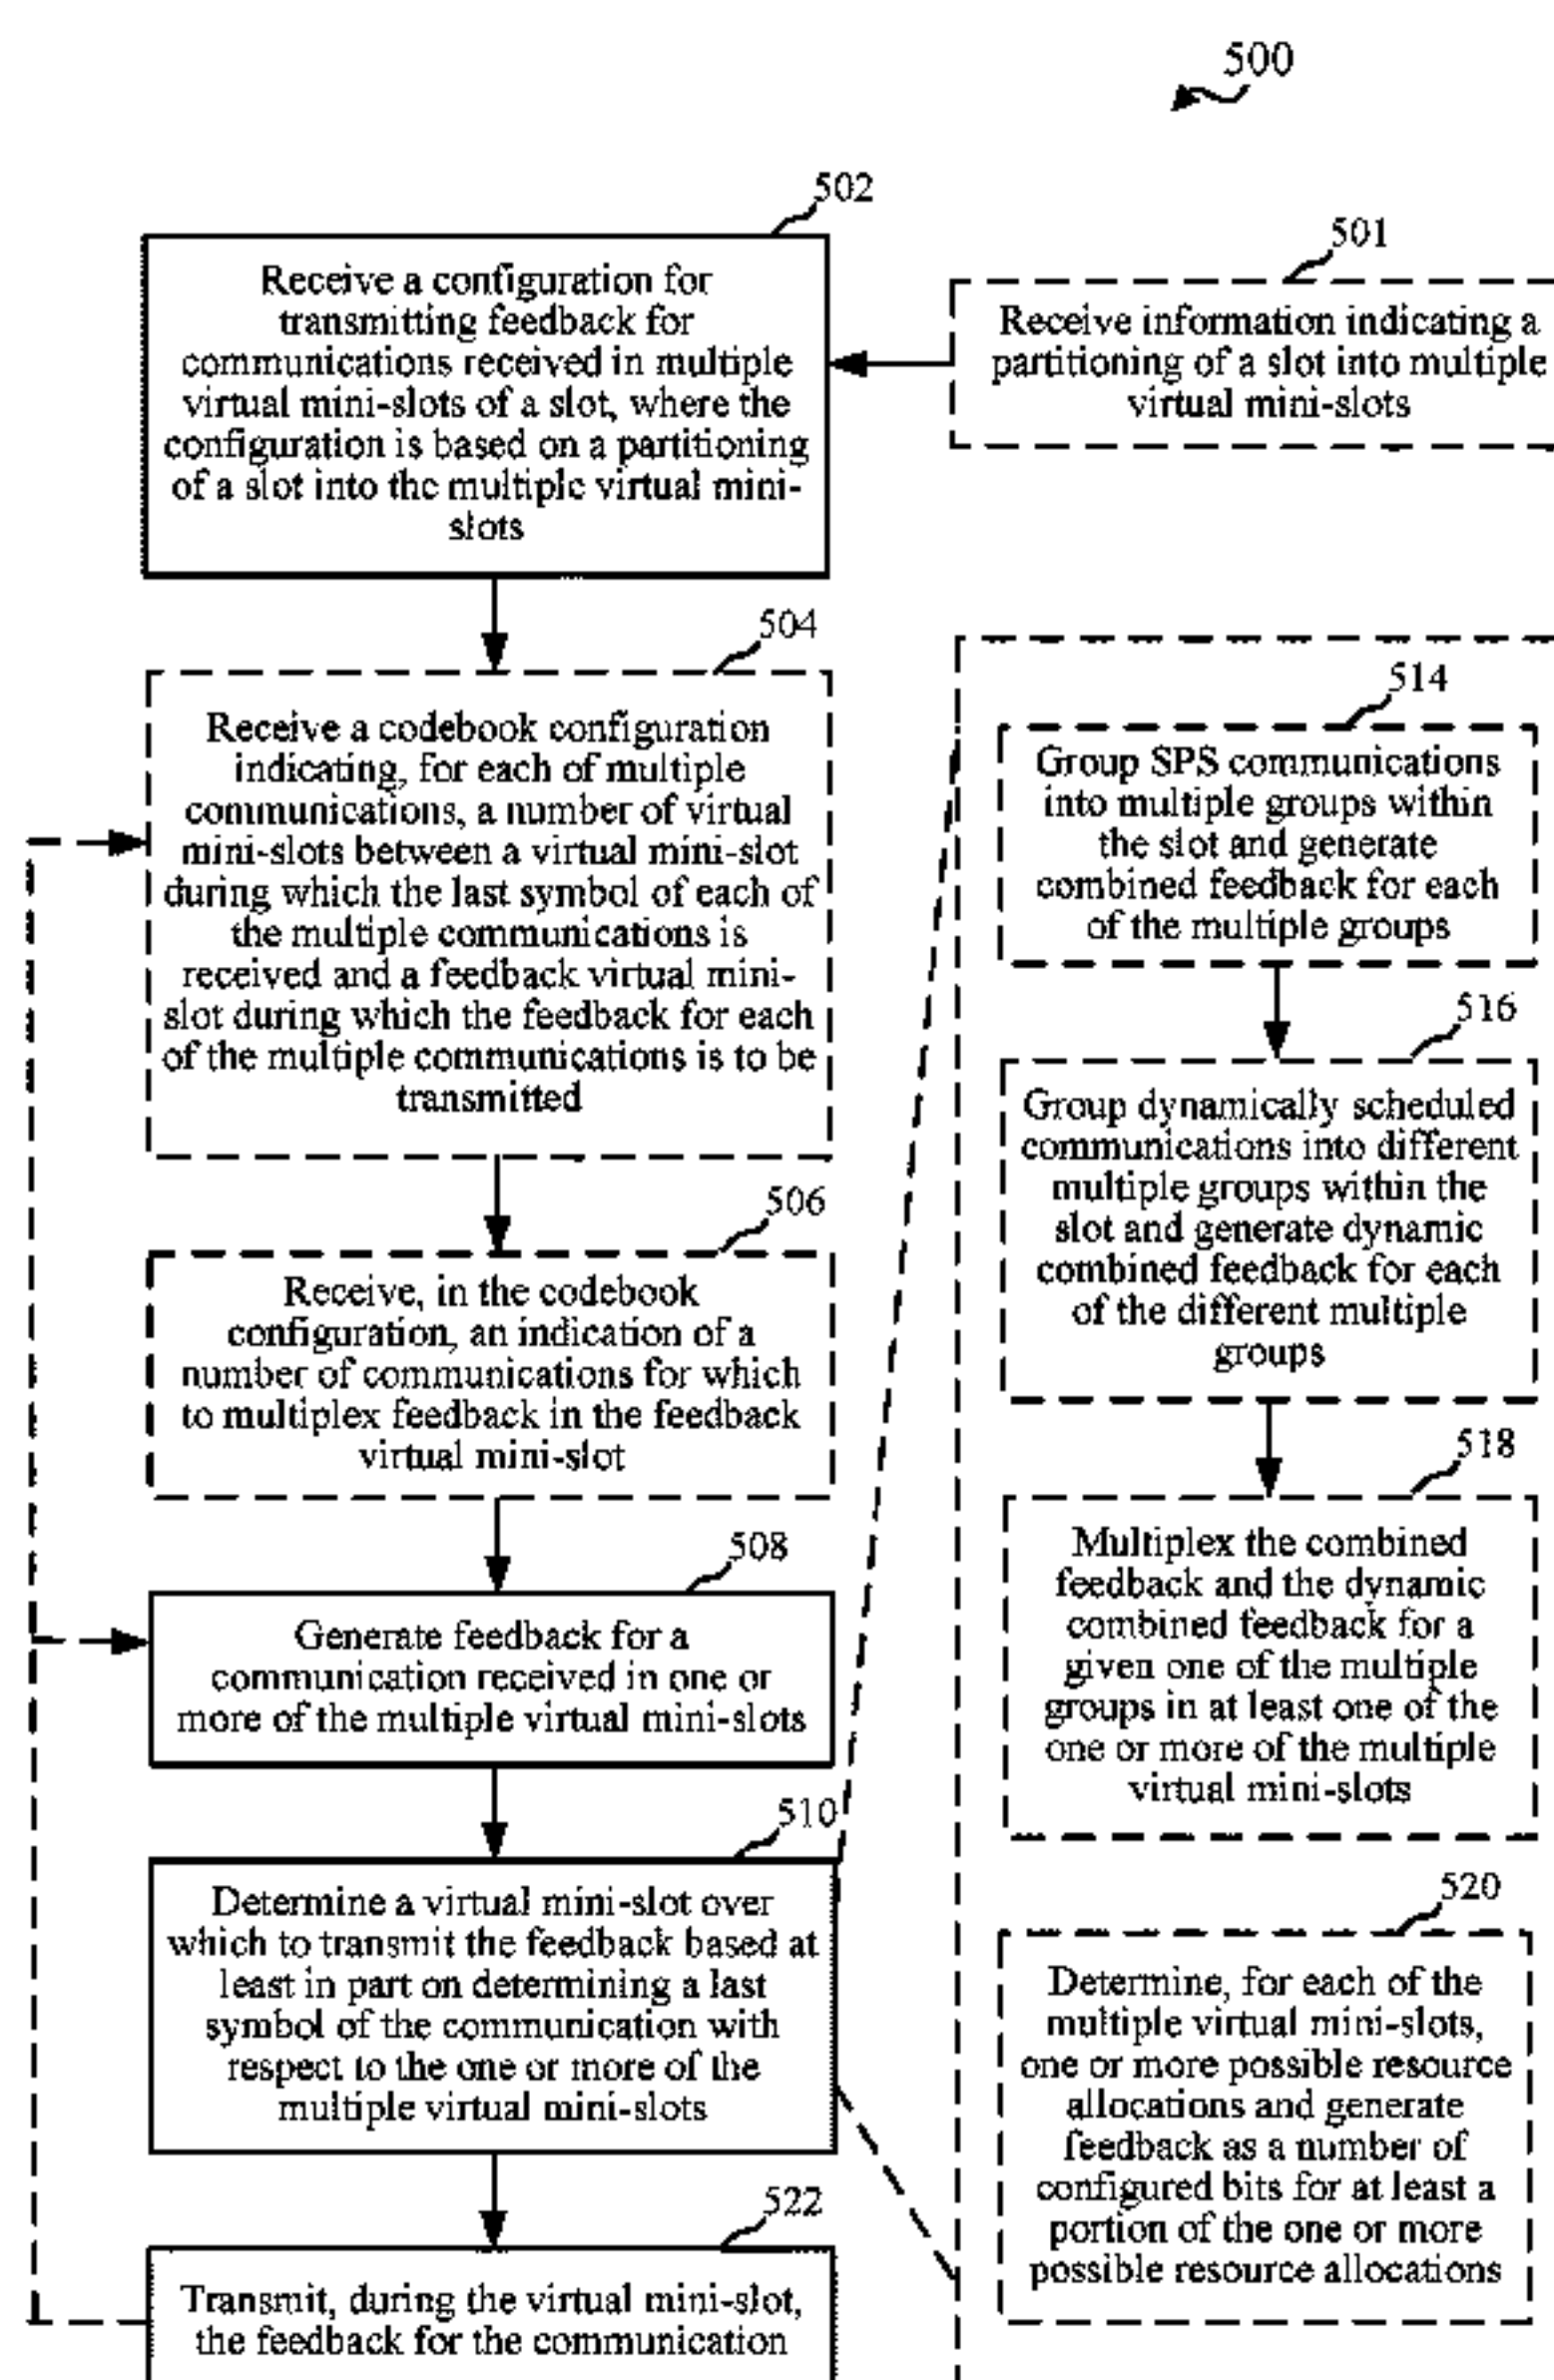 500
502
Receive a configuration for
transmitting feedback for
communications received in multiple
virtual mini-slots of a slot, where the
configuration is based on a partitioning
of a slot into the multiple virtual mini-
slots
501
Receive information indicating a
partitioning of a slot into multiple
virtual mini-slots
504
Receive a codebook configuration
indicating, for each of multiple
communications, a number of virtual
mini-slots between a virtual mini-slot
during which the last symbol of each of
the multiple communications is
received and a feedback virtual mini-
slot during which the feedback for each
of the multiple communications is to be
transmitted
506
Receive, in the codebook
configuration, an indication of a
number of communications for which
to multiplex feedback in the feedback
virtual mini-slot
508
Generate feedback for a
communication received in one or
more of the multiple virtual mini-slots
510
Determine a virtual mini-slot over
which to transmit the feedback based at
least in part on determining a last
symbol of the communication with
respect to the one or more of the
multiple virtual mini-slots
522
Transmit, during the virtual mini-slot,
the feedback for the communication
514
Group SPS communications
into multiple groups within
the slot and generate
combined feedback for each
of the multiple groups
516
Group dynamically scheduled
communications into different
multiple groups within the
slot and generate dynamic
combined feedback for each
of the different multiple
groups
518
Multiplex the combined
feedback and the dynamic
combined feedback for a
given one of the multiple
groups in at least one of the
one or more of the multiple
virtual mini-slots
520
Determine, for each of the
multiple virtual mini-slots,
one or more possible resource
allocations and generate
feedback as a number of
configured bits for at least a
portion of the one or more
possible resource allocations